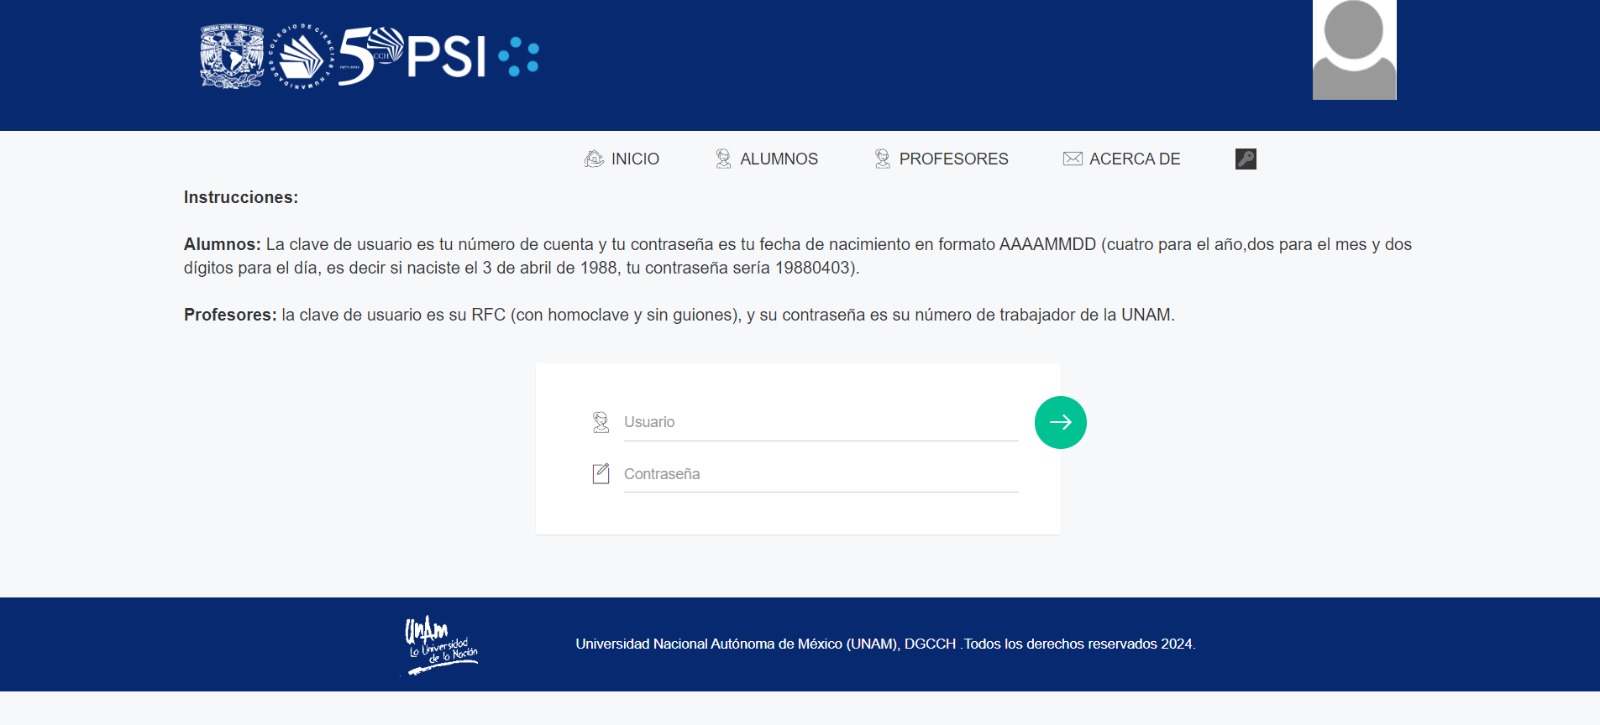 50 CCH PSI
COLEGIO DE CIENCIAS Y HUMANIDADES
INICIO
ALUMNOS
PROFESORES
ACERCA DE
Instrucciones:
Alumnos: La clave de usuario es tu número de cuenta y tu contraseña es tu fecha de nacimiento en formato AAAAMMDD (cuatro para el año,dos para el mes y dos
dígitos para el día, es decir si naciste el 3 de abril de 1988, tu contraseña sería 19880403).
Profesores: la clave de usuario es su RFC (con homoclave y sin guiones), y su contraseña es su número de trabajador de la UNAM.
Usuario
Contraseña
UNAM
La Universidad
de la Nación
Universidad Nacional Autónoma de México (UNAM), DGCCH .Todos los derechos reservados 2024.